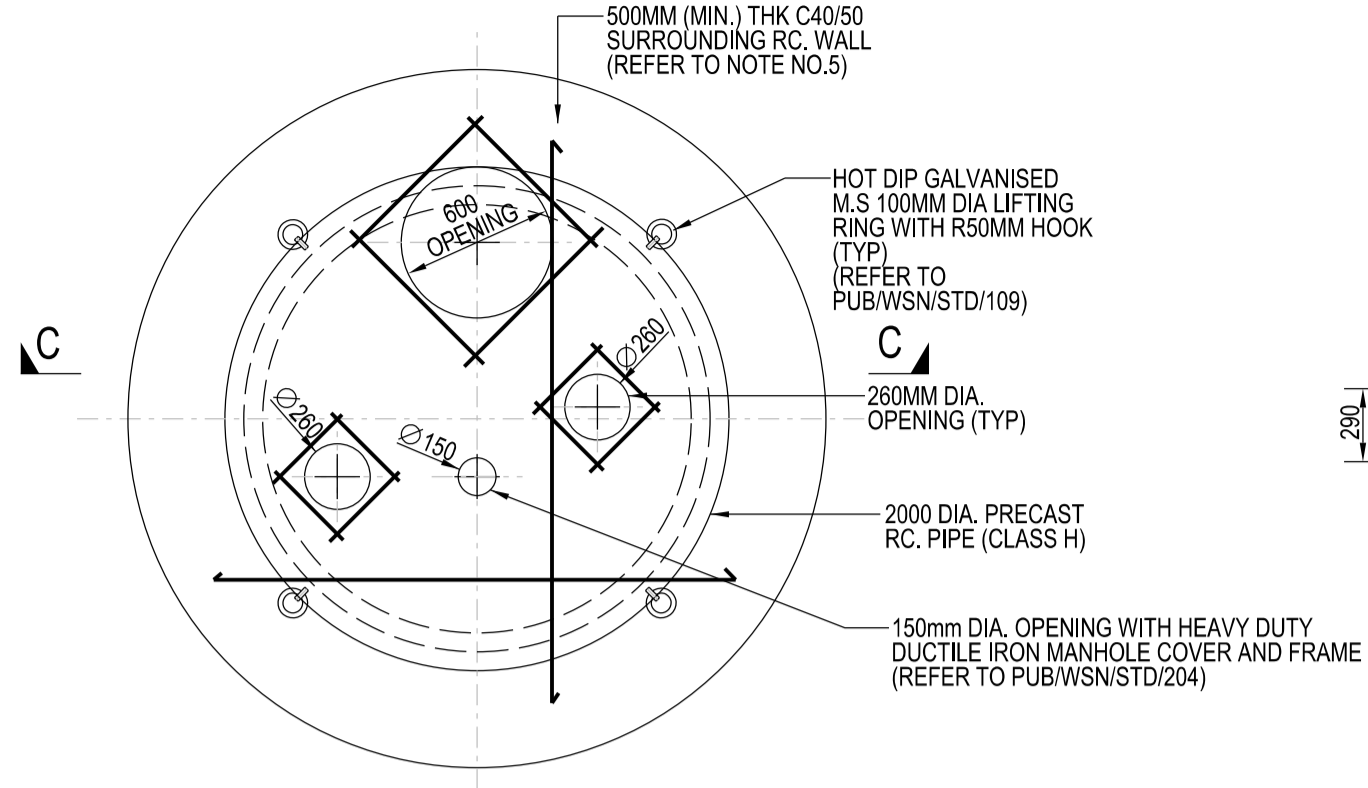 500MM (MIN.) THK C40/50
SURROUNDING RC. WALL
(REFER TO NOTE NO.5)
HOT DIP GALVANISED
M.S 100MM DIA LIFTING
RING WITH R50MM HOOK
(TYP)
(REFER TO
PUB/WSN/STD/109)
600
OPENING
C
C
Ø260
260MM DIA.
OPENING (TYP)
290
Ø260
Ø150
2000 DIA. PRECAST
RC. PIPE (CLASS H)
150mm DIA. OPENING WITH HEAVY DUTY
DUCTILE IRON MANHOLE COVER AND FRAME
(REFER TO PUB/WSN/STD/204)